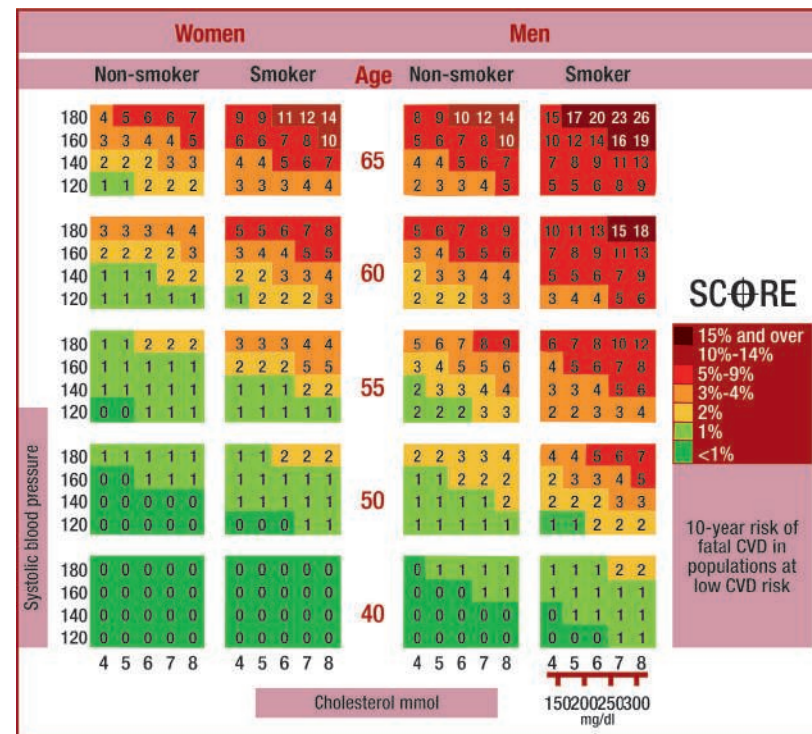 Women Men
Non-smoker Smoker Age Non-smoker Smoker
180 4 5 6 6 7 9 9 11 12 14 8 9 10 12 14 15 17 20 23 26
160 3 3 4 4 5 6 6 7 8 10 5 6 7 8 10 10 12 14 16 19
65
140 2 2 2 3 3 4 4 5 6 7 4 4 5 6 7 7 8 9 11 13
120 1 1 2 2 2 3 3 3 4 4 2 3 3 4 5 5 5 6 8 9
180 3 3 3 4 4 5 5 6 7 8 5 6 7 8 9 10 11 13 15 18
160 2 2 2 2 3 3 4 4 5 5 3 4 5 5 6 7 8 9 11 13
60
140 1 1 1 2 2 2 2 3 3 4 2 3 3 4 4 5 5 6 7 9
120 1 1 1 1 1 1 2 2 2 3 2 2 2 3 3 3 4 4 5 6
SCORE
15% and over
10%-14%
5%-9%
3%-4%
2%
1%
<1%
180 1 1 2 2 2 3 3 3 4 4 5 6 7 8 9 6 7 8 10 12
160 1 1 1 1 1 2 2 2 5 5 3 4 5 5 6 4 5 6 7 8
55
140 1 1 1 1 1 1 1 1 2 2 2 3 3 4 4 3 3 4 5 6
120 0 0 1 1 1 1 1 1 1 1 2 2 2 3 3 2 2 3 3 4
180 1 1 1 1 1 1 1 2 2 2 2 2 3 3 4 4 4 5 6 7
160 0 0 1 1 1 1 1 1 1 1 1 1 2 2 2 2 3 3 4 5
50
140 0 0 0 0 0 1 1 1 1 1 1 1 1 1 2 2 2 2 3 3
120 0 0 0 0 0 0 0 0 1 1 1 1 1 1 1 1 1 2 2 2
10-year risk of
fatal CVD in
populations at
low CVD risk
Systolic blood pressure
180 0 0 0 0 0 0 0 0 0 0 0 1 1 1 1 1 1 1 2 2
160 0 0 0 0 0 0 0 0 0 0 0 0 0 1 1 1 1 1 1 1
40
140 0 0 0 0 0 0 0 0 0 0 0 0 0 0 0 0 1 1 1 1
120 0 0 0 0 0 0 0 0 0 0 0 0 0 0 0 0 0 0 1 1
4 5 6 7 8 4 5 6 7 8 4 5 6 7 8 4 5 6 7 8
Cholesterol mmol
150 200 250 300
mg/dl